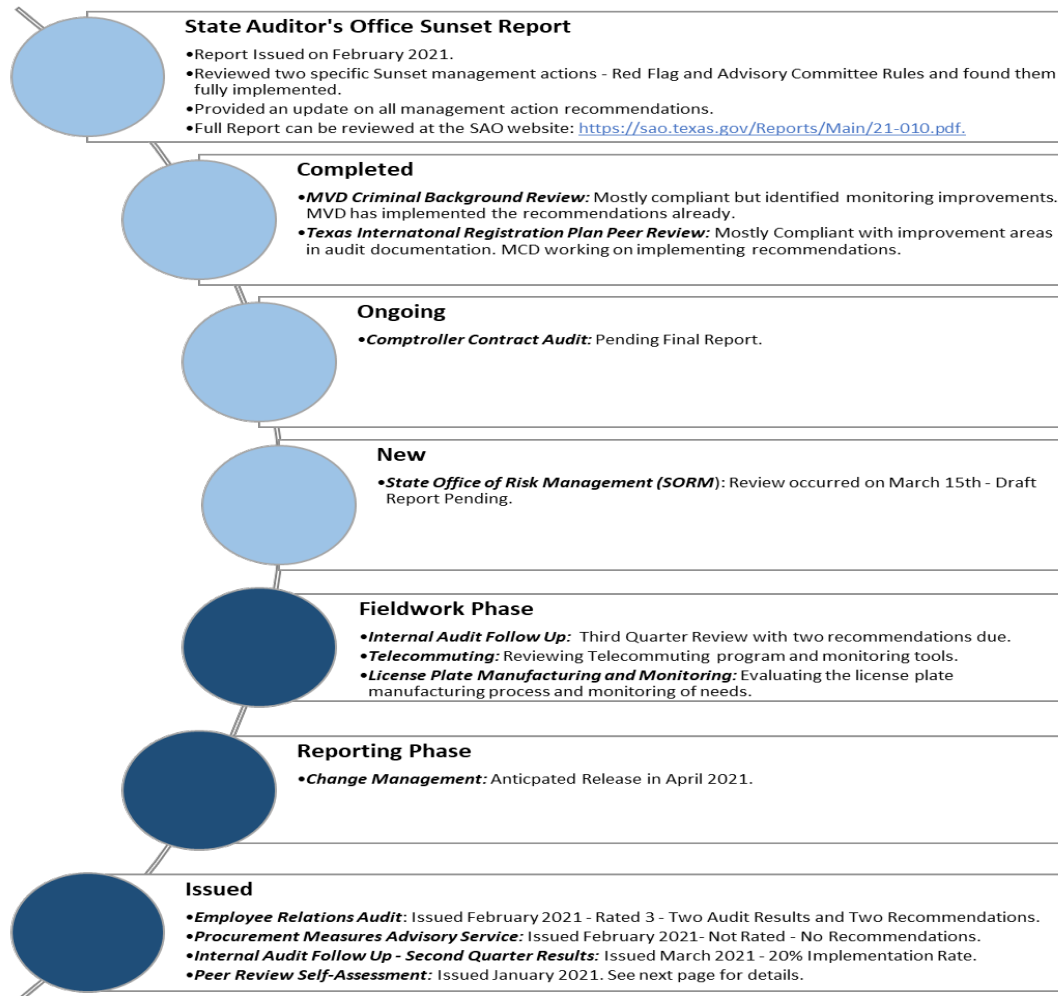 State Auditor's Office Sunset Report
•Report Issued on February 2021.
•Reviewed two specific Sunset management actions - Red Flag and Advisory Committee Rules and found them
fully implemented.
•Provided an update on all management action recommendations.
•Full Report can be reviewed at the SAO website: https://sao.texas.gov/Reports/Main/21-010.pdf.
Completed
•MVD Criminal Background Review: Mostly compliant but identified monitoring improvements.
MVD has implemented the recommendations already.
•Texas Internatonal Registration Plan Peer Review: Mostly Compliant with improvement areas
in audit documentation. MCD working on implementing recommendations.
Ongoing
•Comptroller Contract Audit: Pending Final Report.
New
•State Office of Risk Management (SORM): Review occurred on March 15th - Draft
Report Pending.
Fieldwork Phase
•Internal Audit Follow Up: Third Quarter Review with two recommendations due.
•Telecommuting: Reviewing Telecommuting program and monitoring tools.
•License Plate Manufacturing and Monitoring: Evaluating the license plate
manufacturing process and monitoring of needs.
Reporting Phase
•Change Management: Anticpated Release in April 2021.
Issued
•Employee Relations Audit: Issued February 2021 - Rated 3 - Two Audit Results and Two Recommendations.
•Procurement Measures Advisory Service: Issued February 2021- Not Rated - No Recommendations.
•Internal Audit Follow Up - Second Quarter Results: Issued March 2021 - 20% Implementation Rate.
•Peer Review Self-Assessment: Issued January 2021. See next page for details.